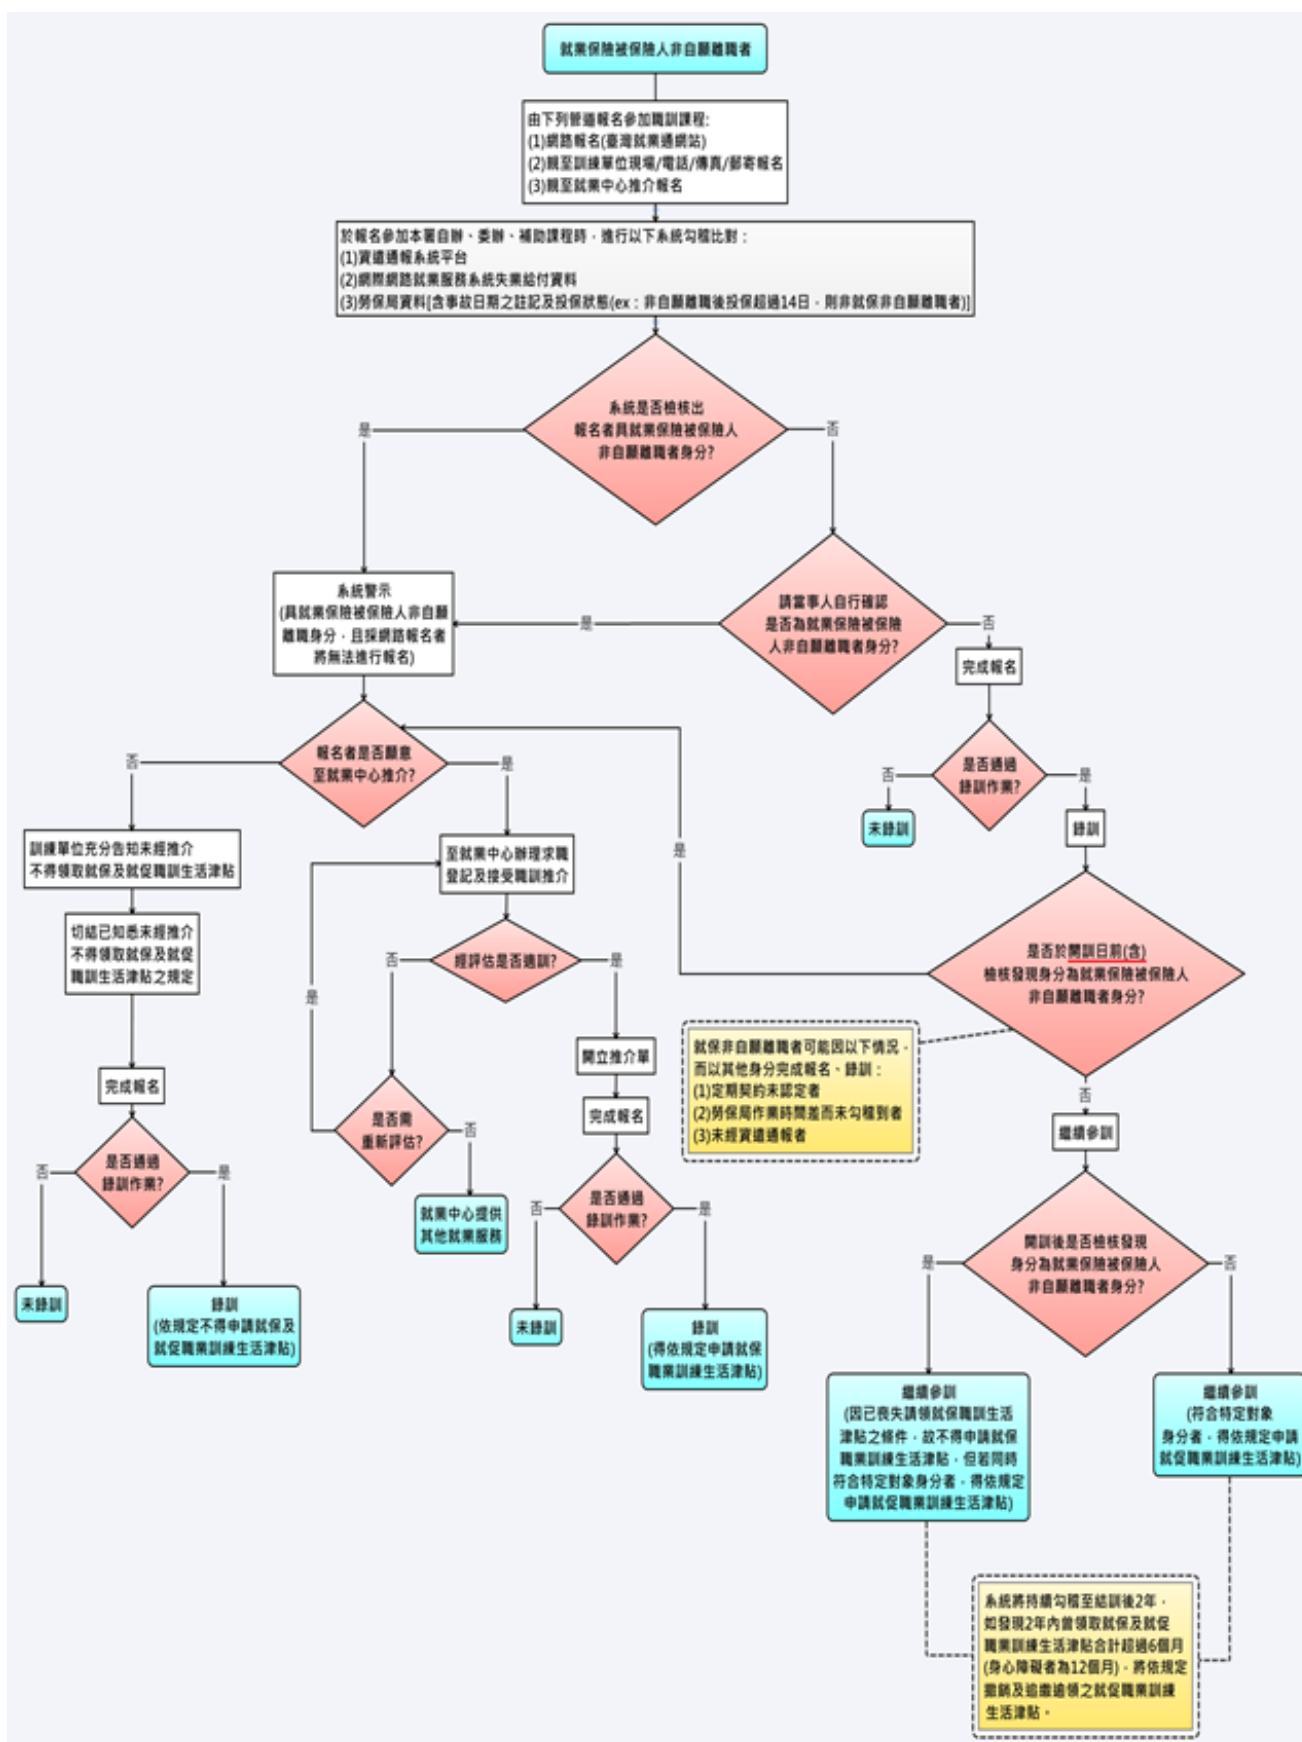 就業保險被保險人非自願離職者
由下列管道報名參加職訓課程:
(1)網路報名(臺灣就業通網站)
(2)親至訓練單位現場/電話/傳真/郵寄報名
(3)親至就業中心推介報名
於報名參加本署自辦、委辦、補助課程時，進行以下系統勾稽比對：
(1)資遣通報系統平台
(2)網際網路就業服務系統失業給付資料
(3)勞保局資料[含事故日期之註記及投保狀態(ex：非自願離職後投保超過14日，則非就保非自願離職者)]
系統是否檢核出
報名者具就業保險被保險人
非自願離職者身分?
是
否
系統警示
(具就業保險被保險人非自願
離職身分，且採網路報名者
將無法進行報名)
請當事人自行確認
是否為就業保險被保險
人非自願離職者身分?
是
否
完成報名
報名者是否願意
至就業中心推介?
否
是
是否通過
錄訓作業?
否
是
未錄訓
錄訓
訓練單位充分告知未經推介
不得領取就保及就促職訓生活津貼
至就業中心辦理求職
登記及接受職訓推介
是
切結已知悉未經推介
不得領取就保及就促
職訓生活津貼之規定
經評估是否適訓?
否
是
是
是否於開訓日前(含)
檢核發現身分為就業保險被保險人
非自願離職者身分?
就保非自願離職者可能因以下情況，
而以其他身分完成報名、錄訓：
(1)定期契約未認定者
(2)勞保局作業時間差而未勾稽到者
(3)未經資遣通報者
開立推介單
完成報名
完成報名
否
繼續參訓
是否需
重新評估?
否
是否通過
錄訓作業?
否
是
就業中心提供
其他就業服務
是否通過
錄訓作業?
否
是
開訓後是否檢核發現
身分為就業保險被保險人
非自願離職者身分?
是
否
未錄訓
錄訓
(依規定不得申請就保及
就促職業訓練生活津貼)
未錄訓
錄訓
(得依規定申請就保
職業訓練生活津貼)
繼續參訓
(因已喪失請領就保職訓生活
津貼之條件，故不得申請就保
職業訓練生活津貼，但若同時
符合特定對象身分者，得依規定
申請就促職業訓練生活津貼)
繼續參訓
(符合特定對象
身分者，得依規定申請
就促職業訓練生活津貼)
系統將持續勾稽至結訓後2年，
如發現2年內曾領取就保及就促
職業訓練生活津貼合計超過6個月
(身心障礙者為12個月)，將依規定
撤銷及追繳逾領之就促職業訓練
生活津貼。